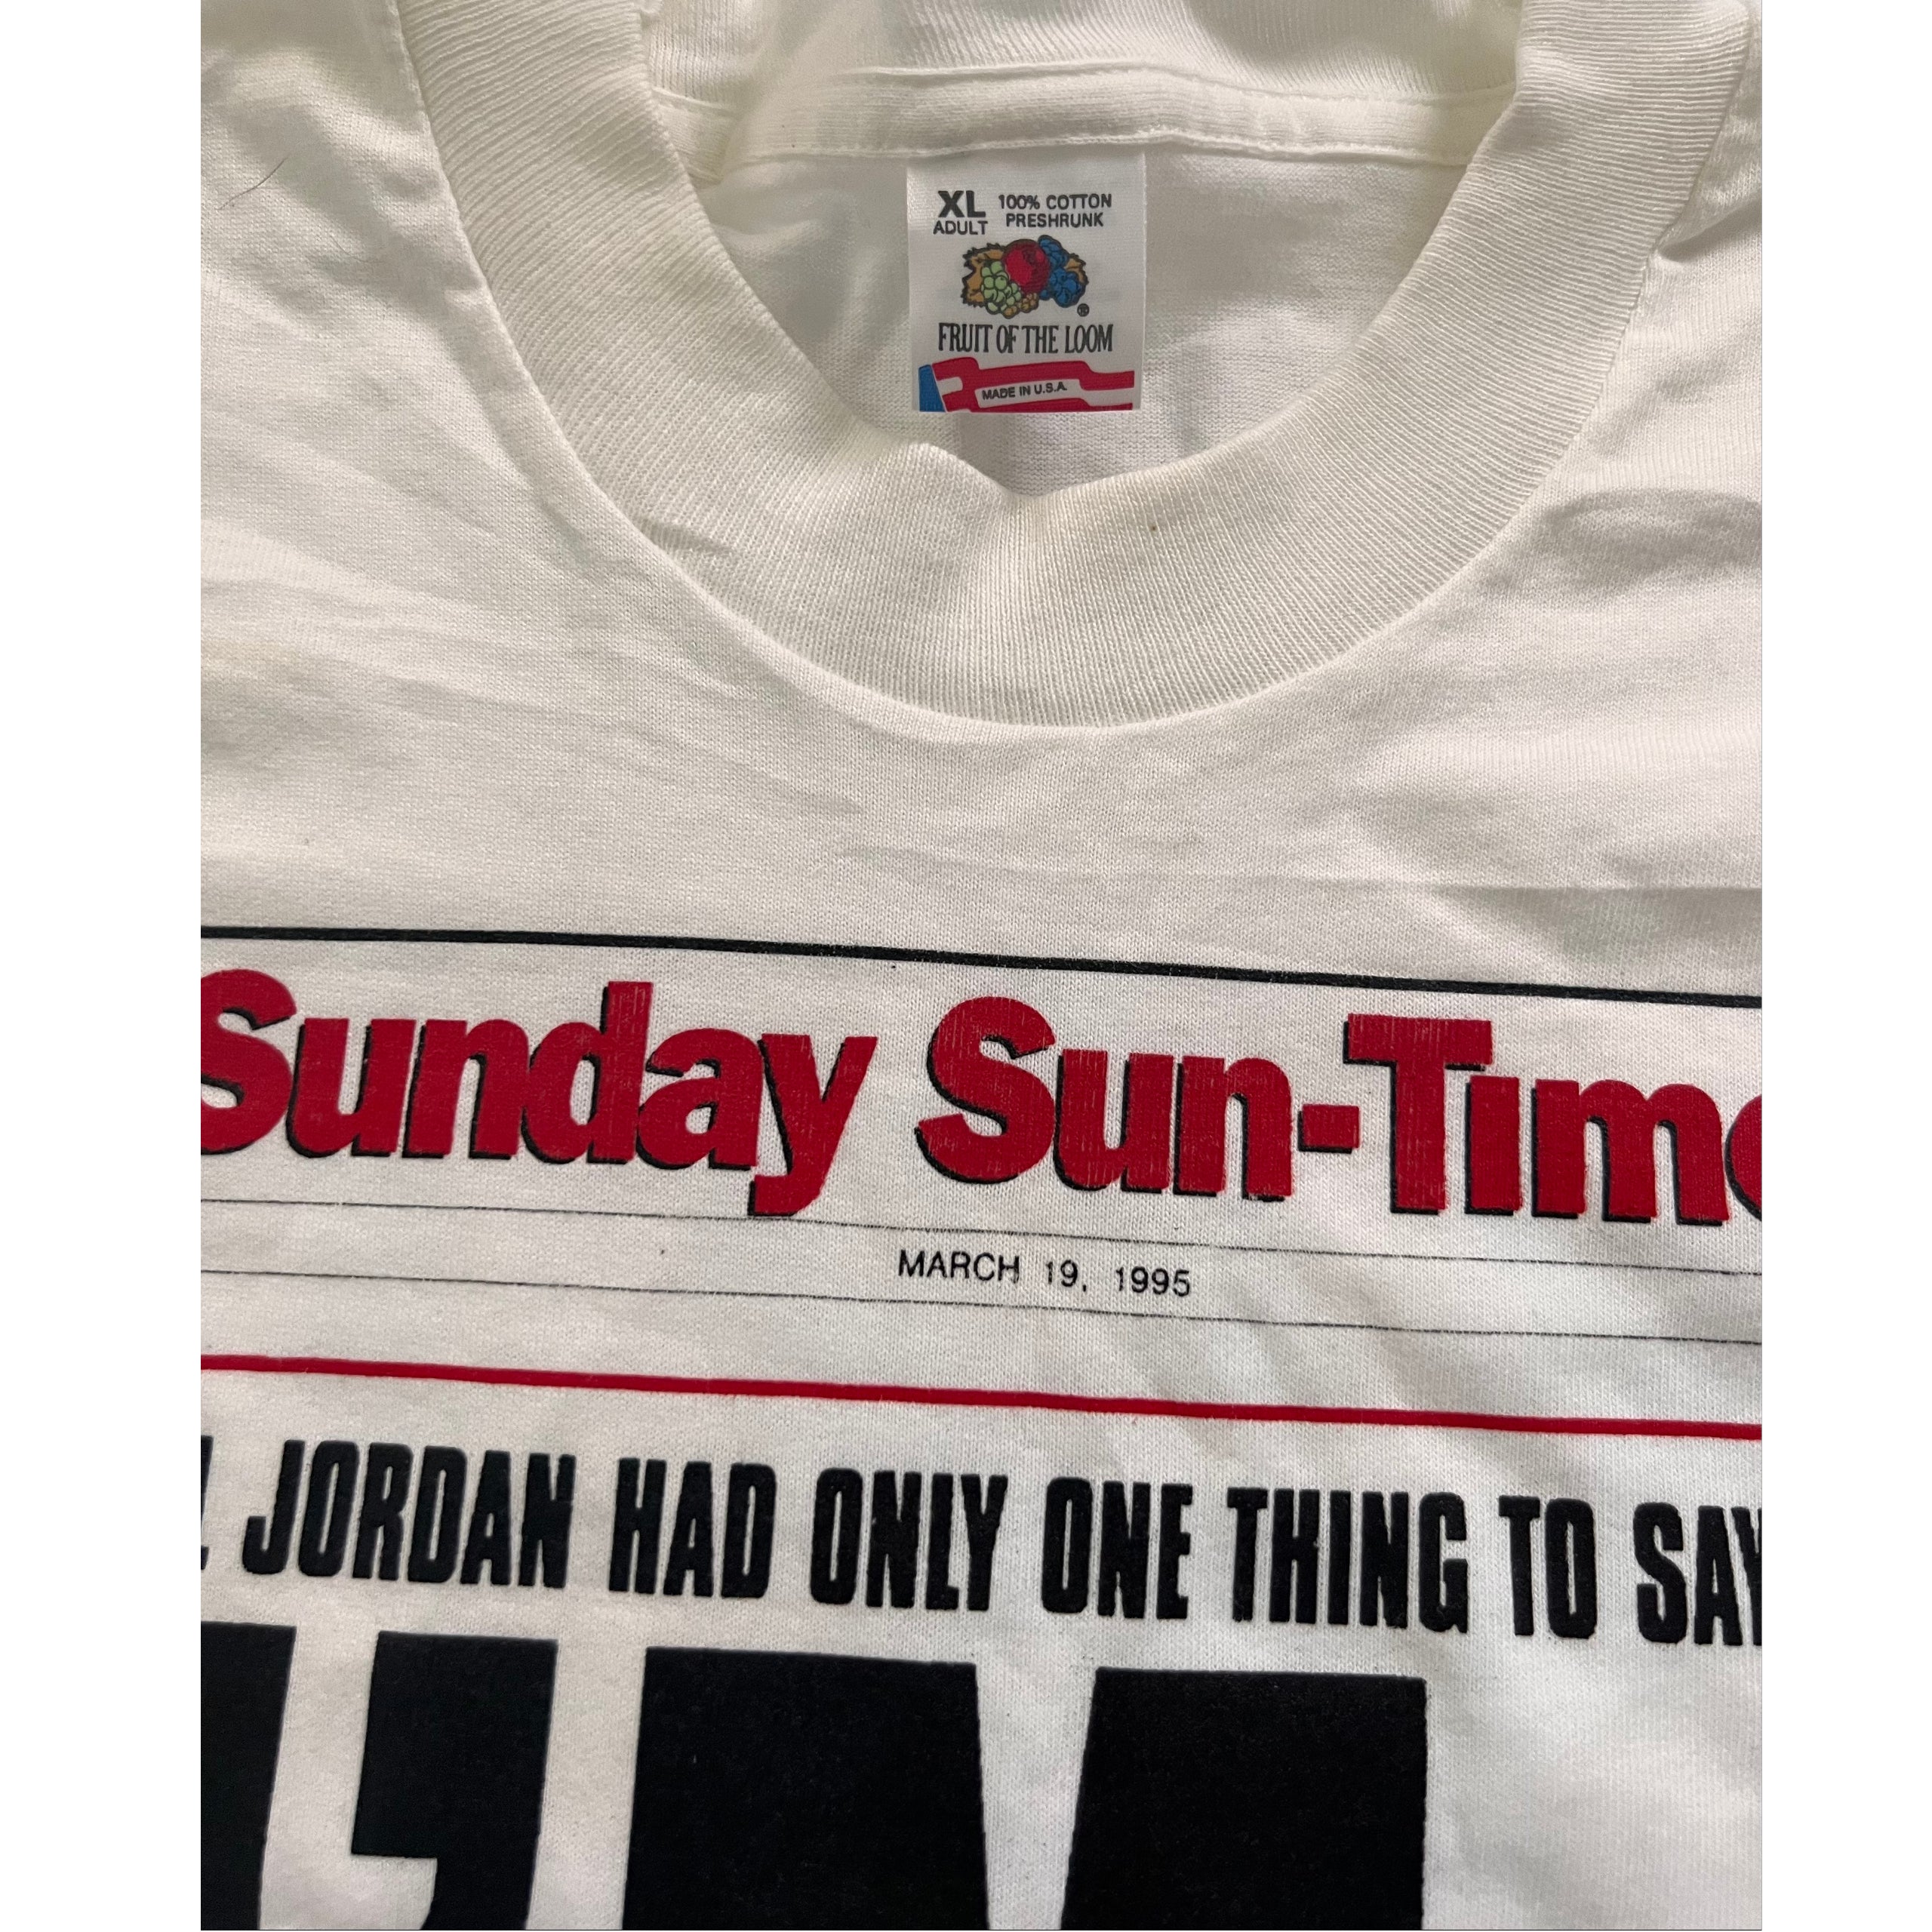 XL 100% COTTON
ADULT PRESHRUNK
®
FRUIT OF THE LOOM
MADE IN U.S.A.
Sunday Sun-Time
MARCH 19, 1995
JORDAN HAD ONLY ONE THING TO SAY
'M